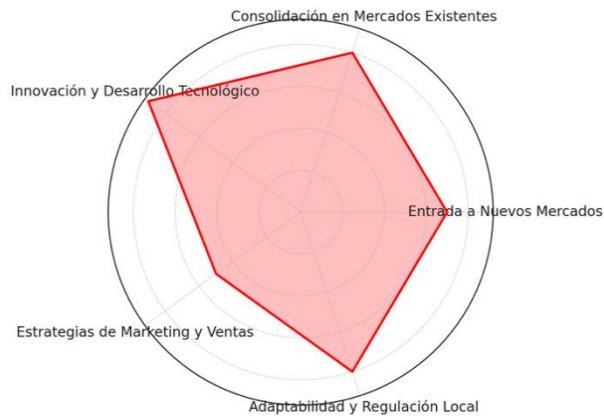 Consolidación en Mercados Existentes
Innovación y Desarrollo Tecnológico
Entrada a Nuevos Mercados
Estrategias de Marketing y Ventas
Adaptabilidad y Regulación Local